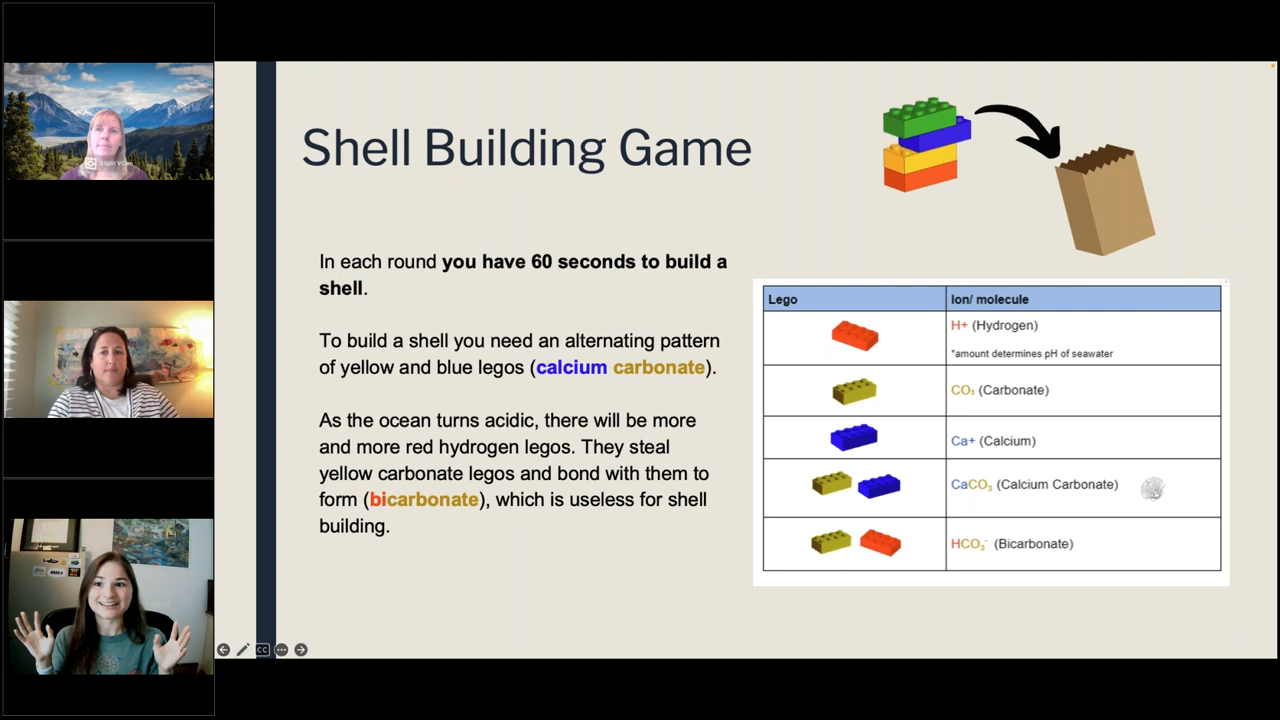 Shell Building Game
In each round you have 60 seconds to build a
shell.
To build a shell you need an alternating pattern
of yellow and blue legos (calcium carbonate).
As the ocean turns acidic, there will be more
and more red hydrogen legos. They steal
yellow carbonate legos and bond with them to
form (bicarbonate), which is useless for shell
building.
Lego
Ion/ molecule
H+ (Hydrogen)
*amount determines pH of seawater
CO₃ (Carbonate)
Ca+ (Calcium)
CaCO₃ (Calcium Carbonate)
HCO₃⁻ (Bicarbonate)
XSplit VCam
CC